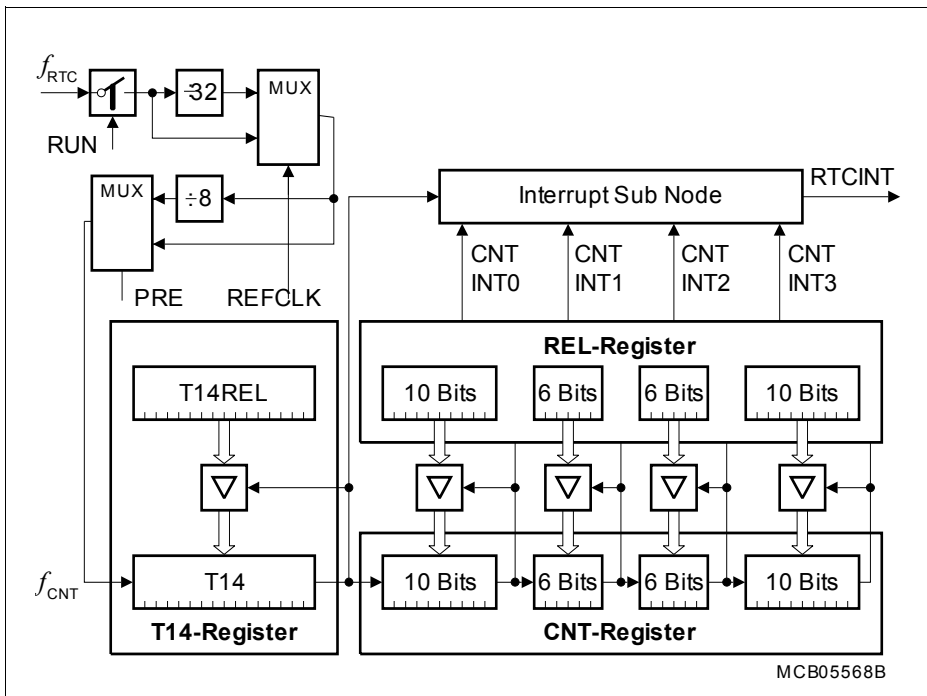 fRTC
÷32
MUX
RUN
MUX
÷8
Interrupt Sub Node
RTCINT
CNT
INT0
CNT
INT1
CNT
INT2
CNT
INT3
PRE
REFCLK
REL-Register
T14REL
10 Bits
6 Bits
6 Bits
10 Bits
fCNT
T14
10 Bits
6 Bits
6 Bits
10 Bits
T14-Register
CNT-Register
MCB05568B